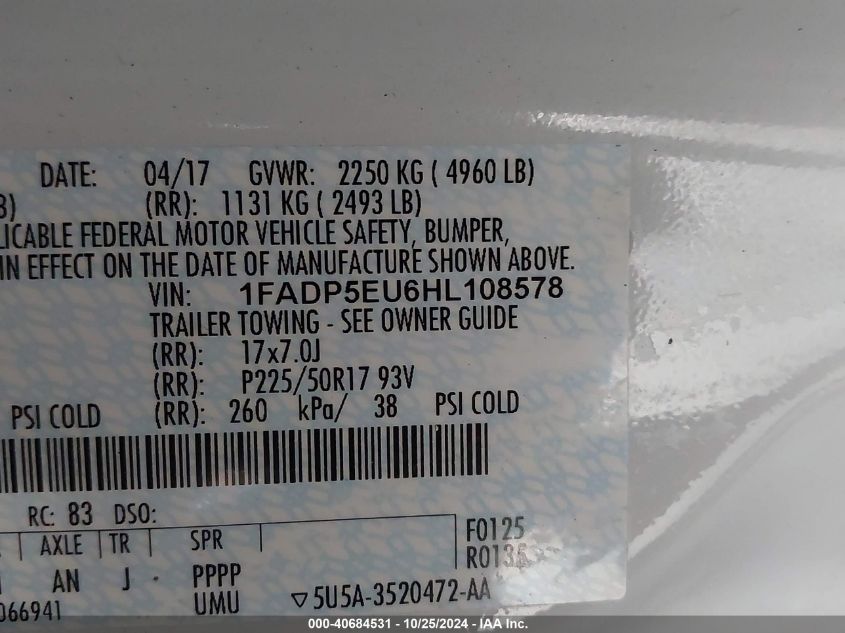 DATE: 04/17 GVWR: 2250 KG ( 4960 LB)
B) (RR): 1131 KG ( 2493 LB)
LICABLE FEDERAL MOTOR VEHICLE SAFETY, BUMPER,
IN EFFECT ON THE DATE OF MANUFACTURE SHOWN ABOVE.
VIN: 1FADP5EU6HL108578
TRAILER TOWING - SEE OWNER GUIDE
(RR): 17x7.0J
(RR): P225/50R17 93V
PSI COLD (RR): 260 kPa/ 38 PSI COLD
RC: 83 DSO:
AXLE TR SPR F0125
R0135
AN J PPPP
066941 UMU ▽5U5A-3520472-AA
000-40684531 - 10/25/2024 - IAA Inc.